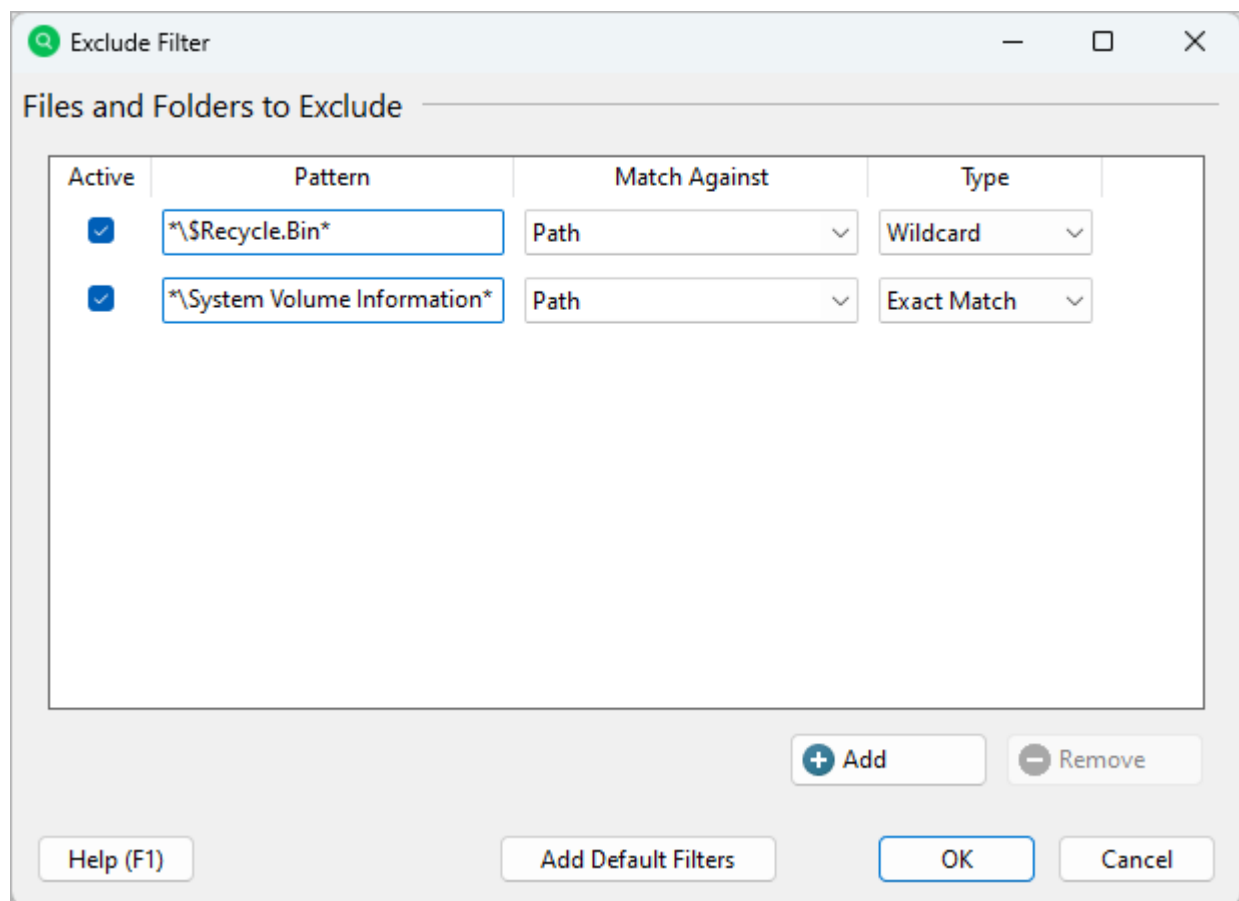 Exclude Filter
Files and Folders to Exclude
Active Pattern Match Against Type
*\$Recycle.Bin* Path Wildcard
*\System Volume Information* Path Exact Match
Add Remove
Help (F1) Add Default Filters OK Cancel